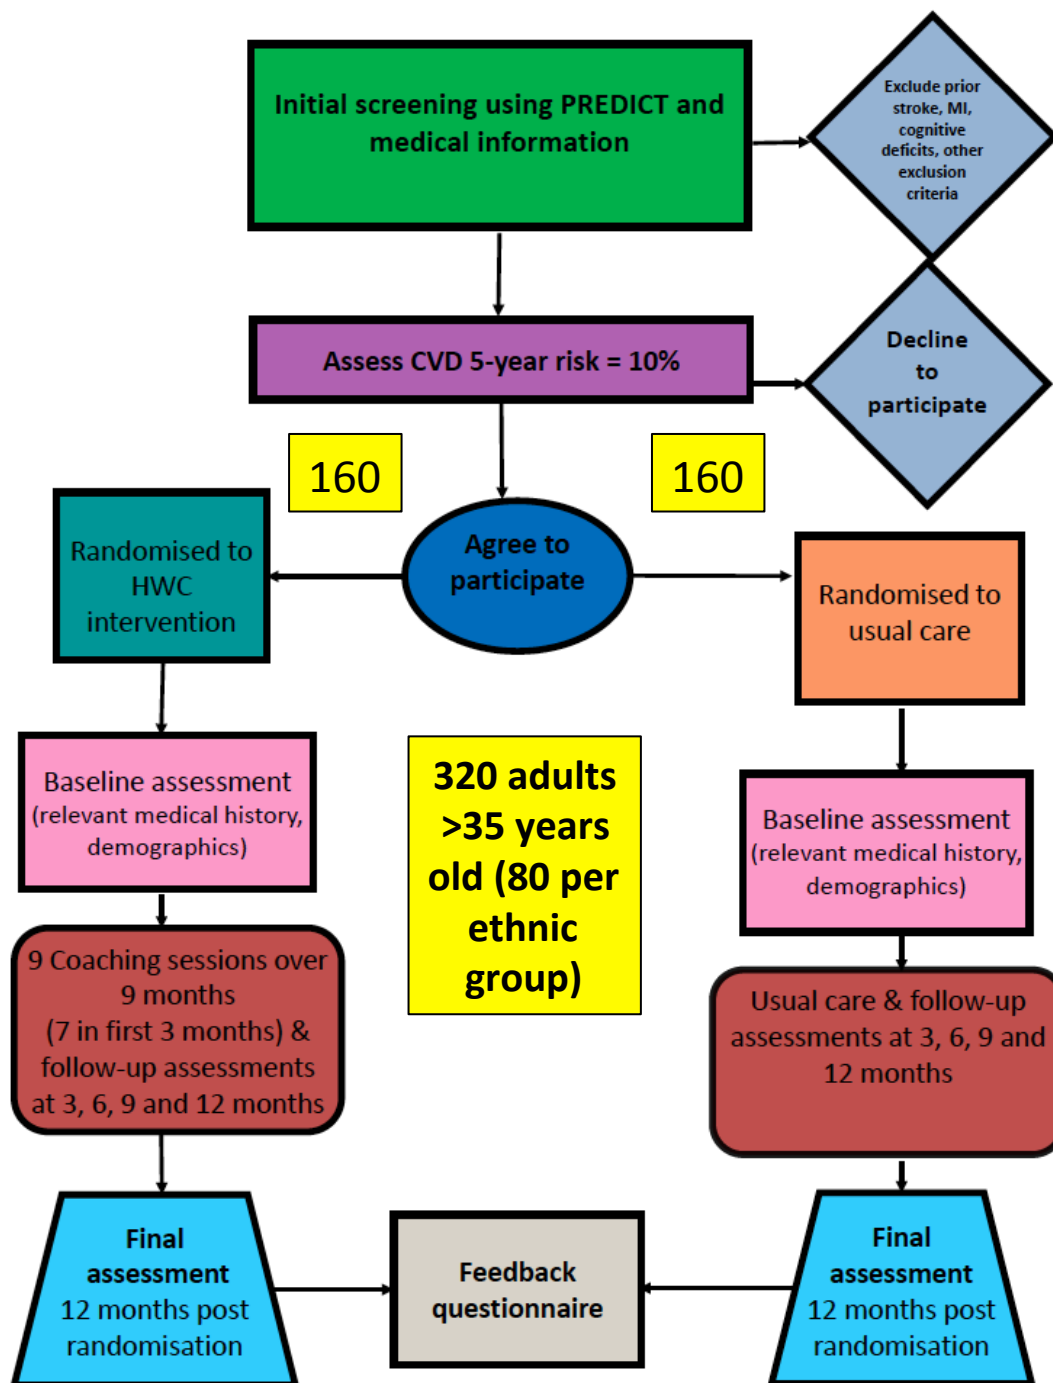 Initial screening using PREDICT and
medical information
Exclude prior
stroke, MI,
cognitive
deficits, other
exclusion
criteria
Assess CVD 5-year risk = 10%
Decline
to
participate
160
160
Randomised to
HWC
intervention
Agree to
participate
Randomised to
usual care
Baseline assessment
(relevant medical history,
demographics)
320 adults
>35 years
old (80 per
ethnic
group)
Baseline assessment
(relevant medical history,
demographics)
9 Coaching sessions over
9 months
(7 in first 3 months) &
follow-up assessments
at 3, 6, 9 and 12 months
Usual care & follow-up
assessments at 3, 6, 9 and
12 months
Final
assessment
12 months post
randomisation
Feedback
questionnaire
Final
assessment
12 months post
randomisation